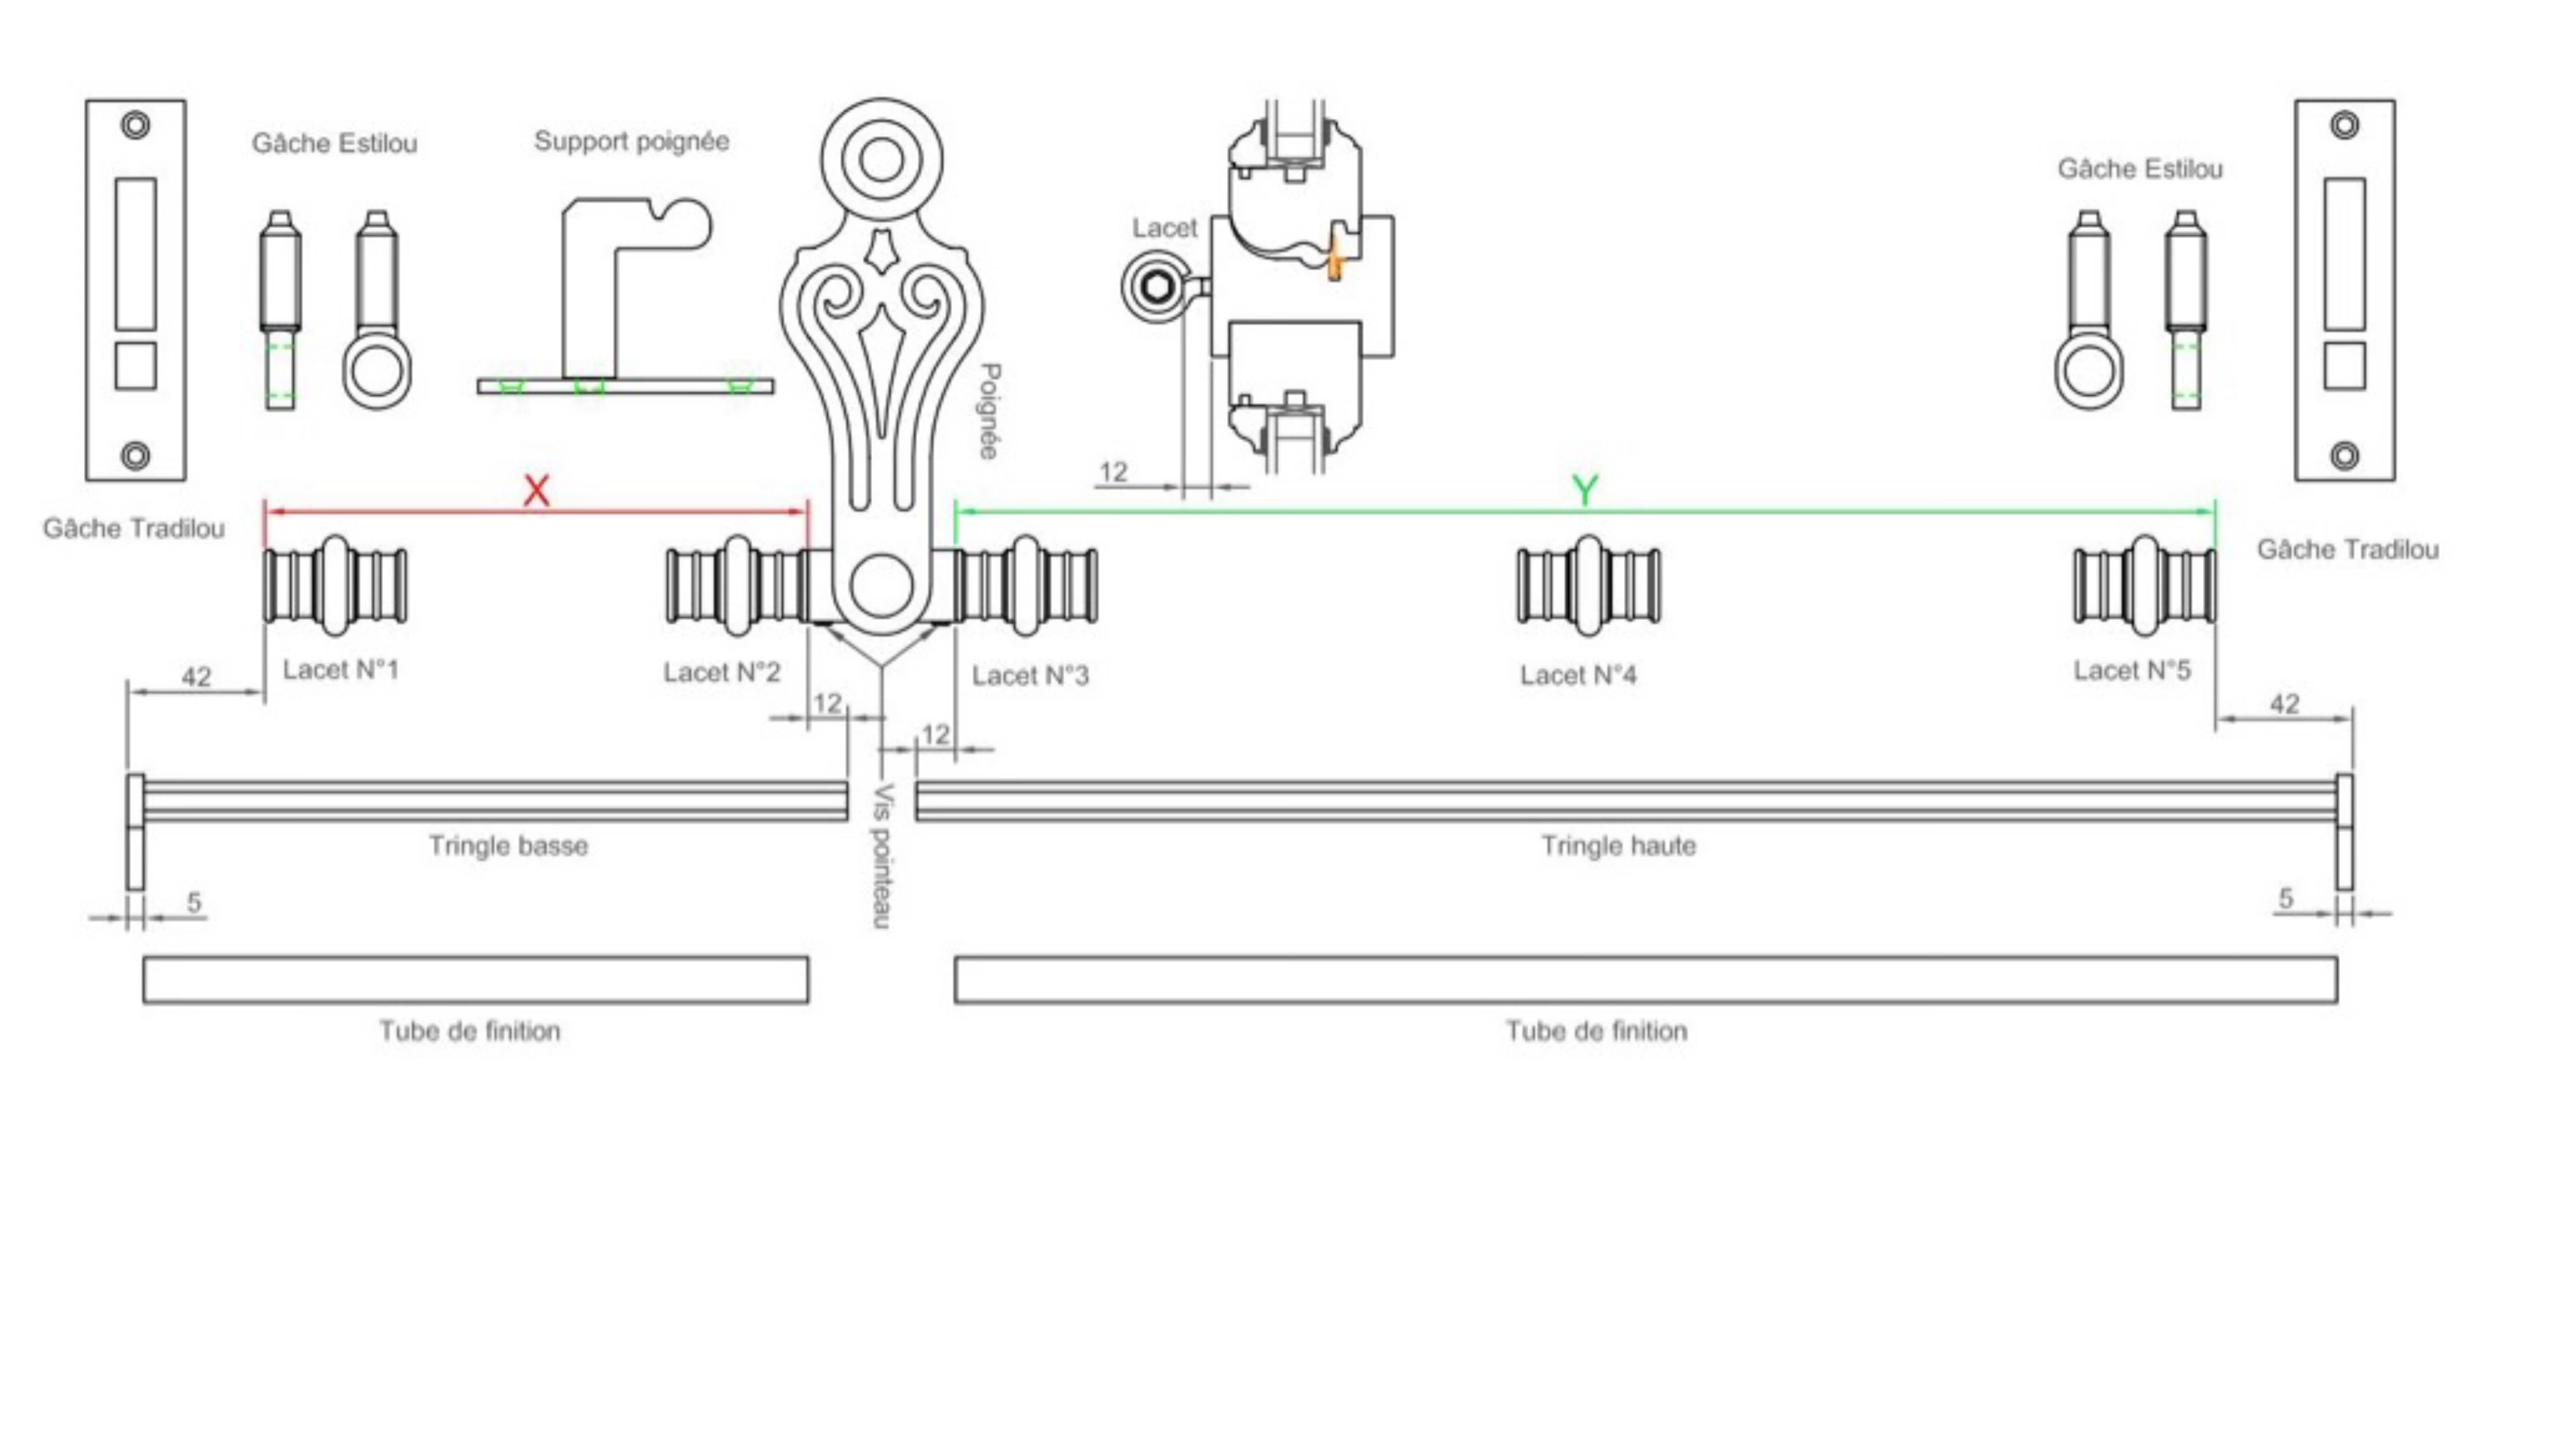 Gâche Estilou
Support poignée
Gâche Estilou
Lacet
Poignée
12
X
Y
Gâche Tradilou
Gâche Tradilou
Lacet N°1
Lacet N°2
Lacet N°3
Lacet N°4
Lacet N°5
42
12
12
42
Vis pointeau
Tringle basse
Tringle haute
5
5
Tube de finition
Tube de finition